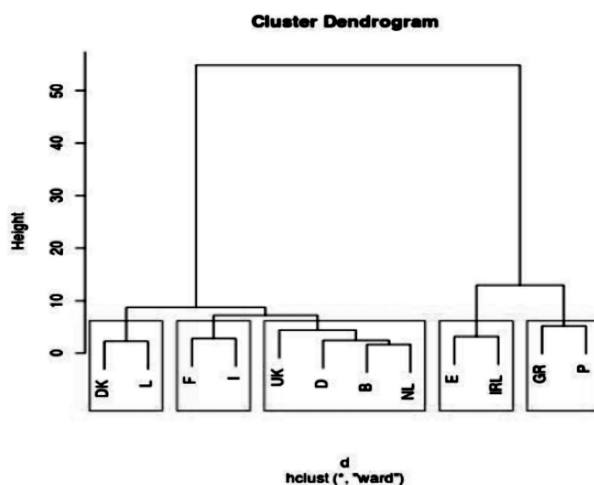 Cluster Dendrogram
Height
50
40
30
20
10
0
DK
L
F
I
UK
D
B
NL
E
IRL
GR
P
d
hclust (*, "ward")